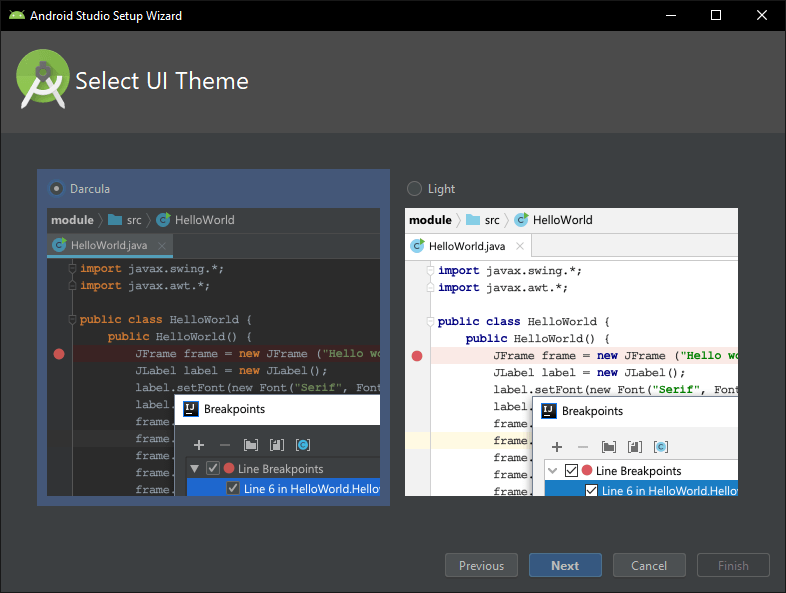 Android Studio Setup Wizard
Select UI Theme
Darcula
module src HelloWorld
HelloWorld.java
import javax.swing.*;
import javax.awt.*;
public class HelloWorld {
public HelloWorld() {
JFrame frame = new JFrame ("Hello wo
JLabel label = new JLabel();
label.setFont(new Font("Serif", Font
label.
frame.
frame.
frame.
frame.
frame.
IJ
Breakpoints
Line Breakpoints
Line 6 in HelloWorld.Hello
Light
module src HelloWorld
HelloWorld.java
import javax.swing.*;
import javax.awt.*;
public class HelloWorld {
public HelloWorld() {
JFrame frame = new JFrame ("Hello wo
JLabel label = new JLabel();
label.setFont(new Font("Serif", Font
label.
frame.
frame.
frame.
frame.
frame.
IJ
Breakpoints
Line Breakpoints
Line 6 in HelloWorld.Hello
Previous
Next
Cancel
Finish